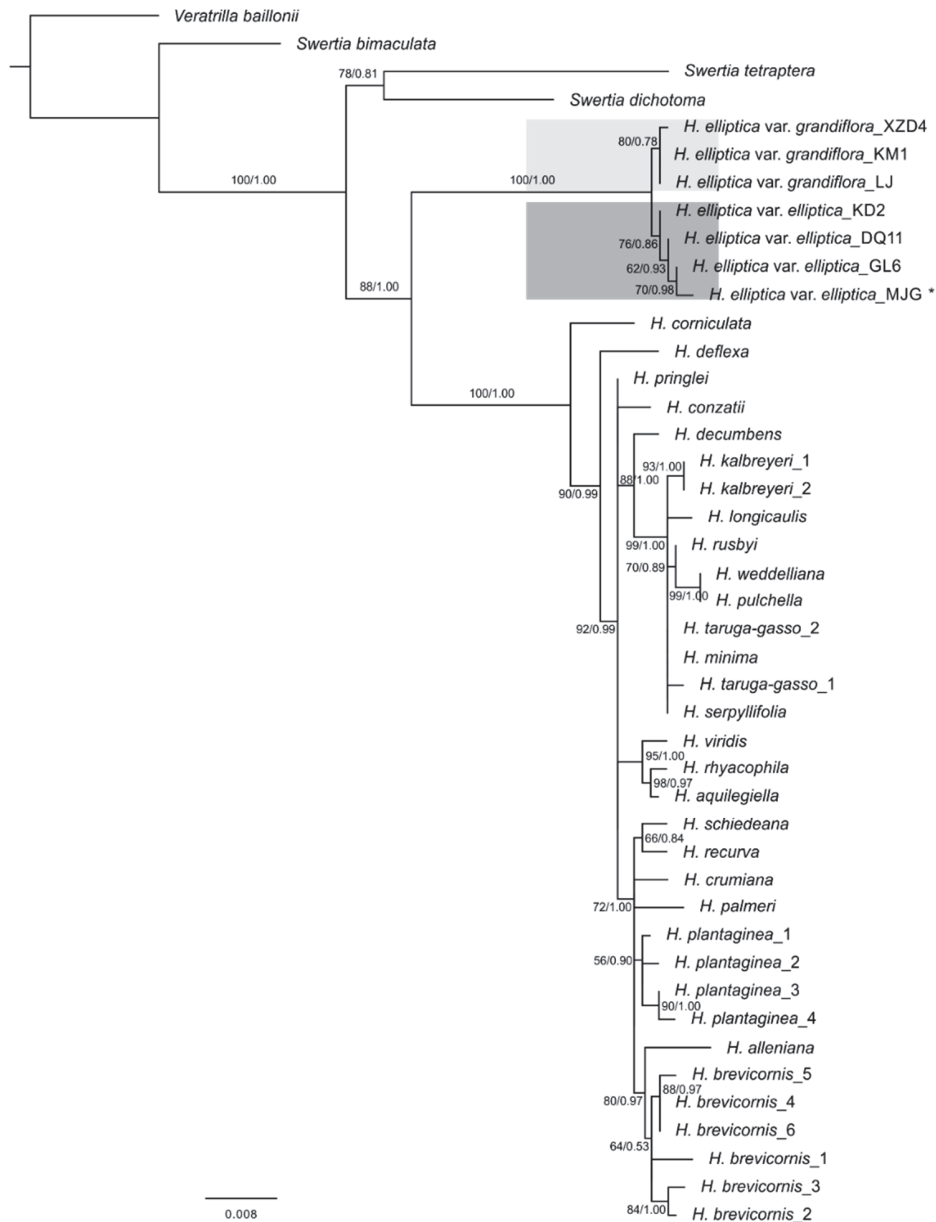 Veratrilla baillonii
Swertia bimaculata
78/0.81
Swertia tetraptera
Swertia dichotoma
H. elliptica var. grandiflora_XZD4
80/0.78
H. elliptica var. grandiflora_KM1
100/1.00
100/1.00
H. elliptica var. grandiflora_LJ
H. elliptica var. elliptica_KD2
76/0.86
H. elliptica var. elliptica_DQ11
62/0.93
H. elliptica var. elliptica_GL6
88/1.00
70/0.98
H. elliptica var. elliptica_MJG *
H. corniculata
H. deflexa
H. pringlei
100/1.00
H. conzatii
H. decumbens
93/1.00
H. kalbreyeri_1
88/1.00
H. kalbreyeri_2
90/0.99
H. longicaulis
99/1.00
H. rusbyi
70/0.89
H. weddelliana
99/1.00
H. pulchella
92/0.99
H. taruga-gasso_2
H. minima
H. taruga-gasso_1
H. serpyllifolia
H. viridis
95/1.00
H. rhyacophila
98/0.97
H. aquilegiella
H. schiedeana
66/0.84
H. recurva
H. crumiana
72/1.00
H. palmeri
H. plantaginea_1
56/0.90
H. plantaginea_2
H. plantaginea_3
90/1.00
H. plantaginea_4
H. alleniana
H. brevicornis_5
88/0.97
80/0.97
H. brevicornis_4
H. brevicornis_6
64/0.53
H. brevicornis_1
H. brevicornis_3
84/1.00
H. brevicornis_2
0.008